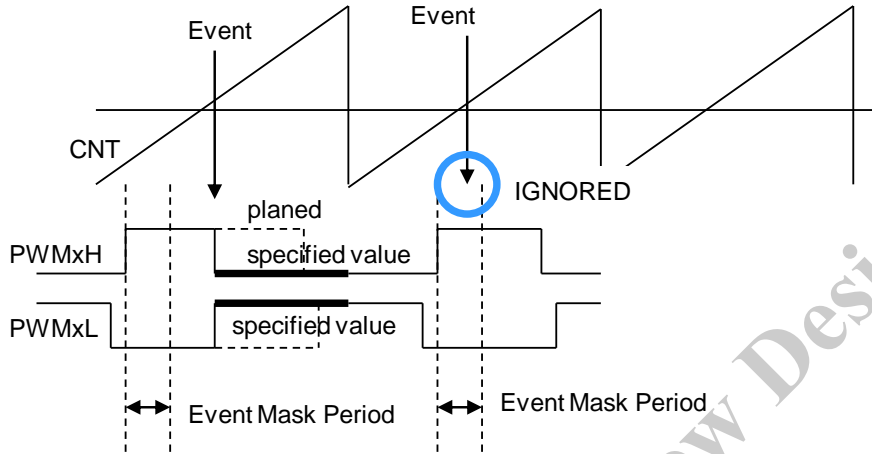 Event
Event
CNT
IGNORED
planed
PWMxH
specified value
PWMxL
specified value
Event Mask Period
Event Mask Period